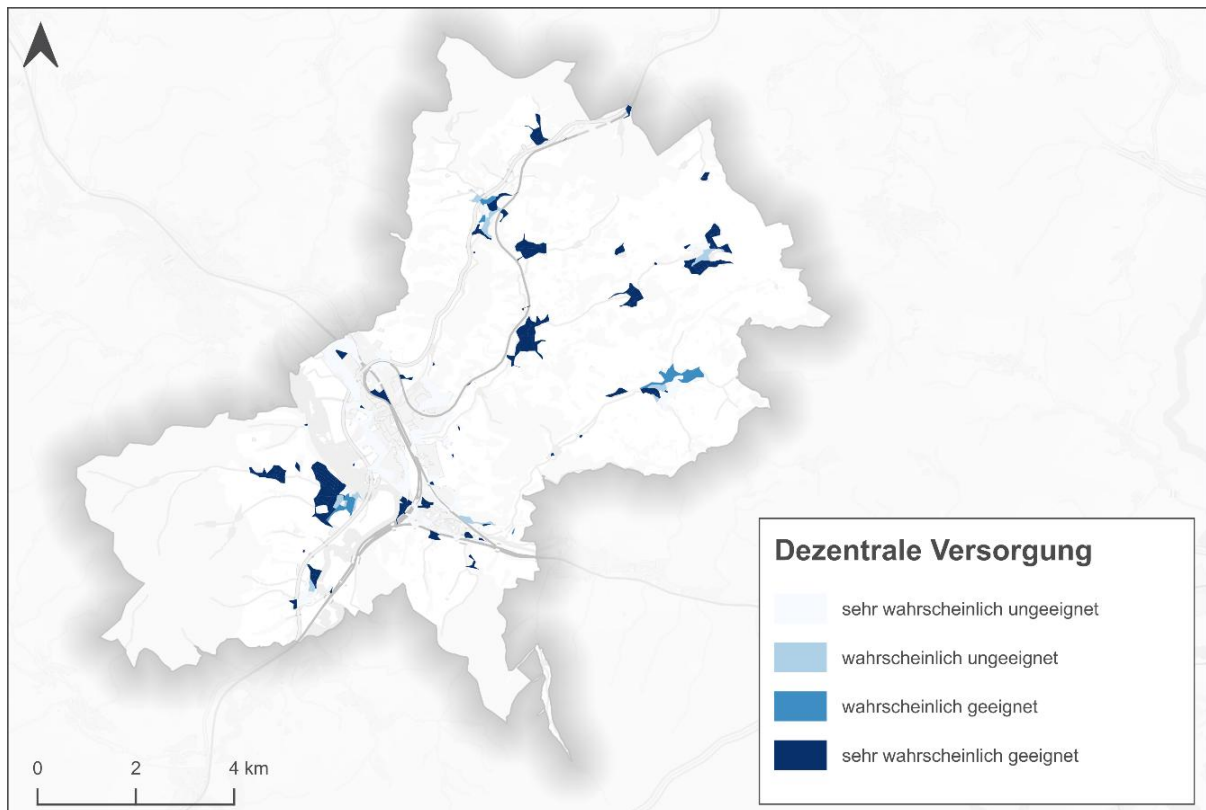 Dezentrale Versorgung
sehr wahrscheinlich ungeeignet
wahrscheinlich ungeeignet
wahrscheinlich geeignet
sehr wahrscheinlich geeignet
0 2 4 km